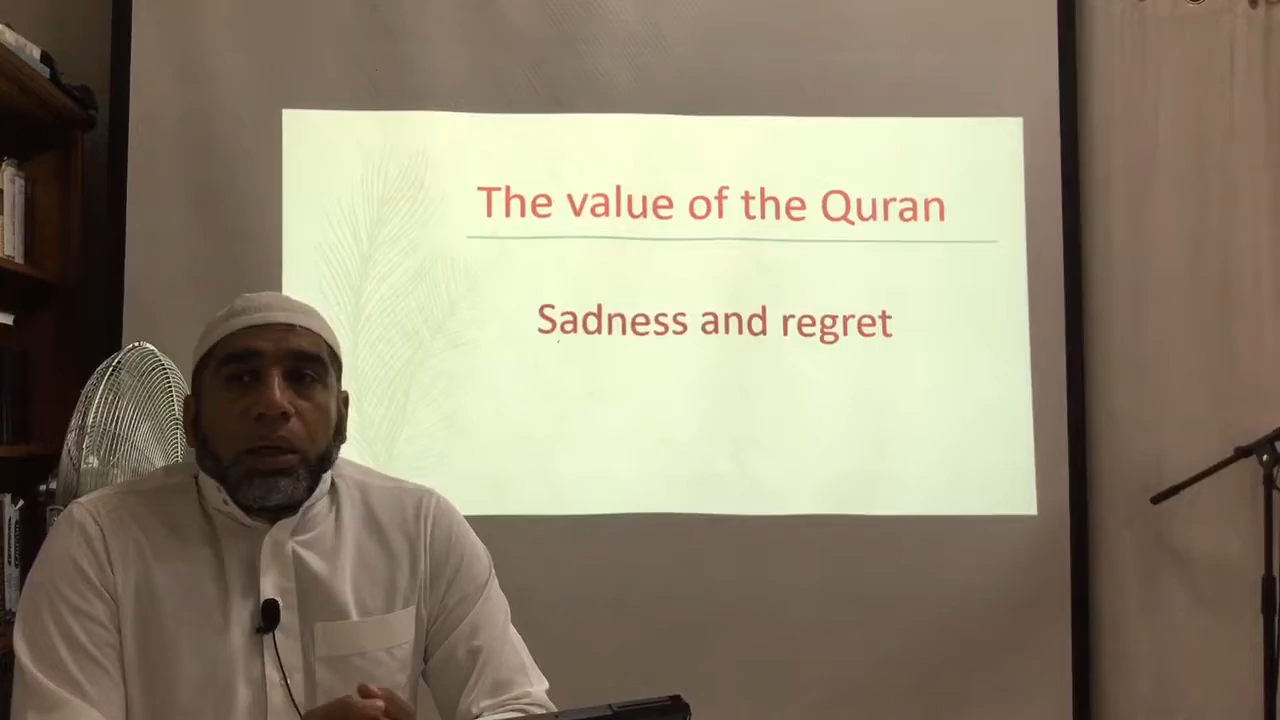 The value of the Quran
Sadness and regret